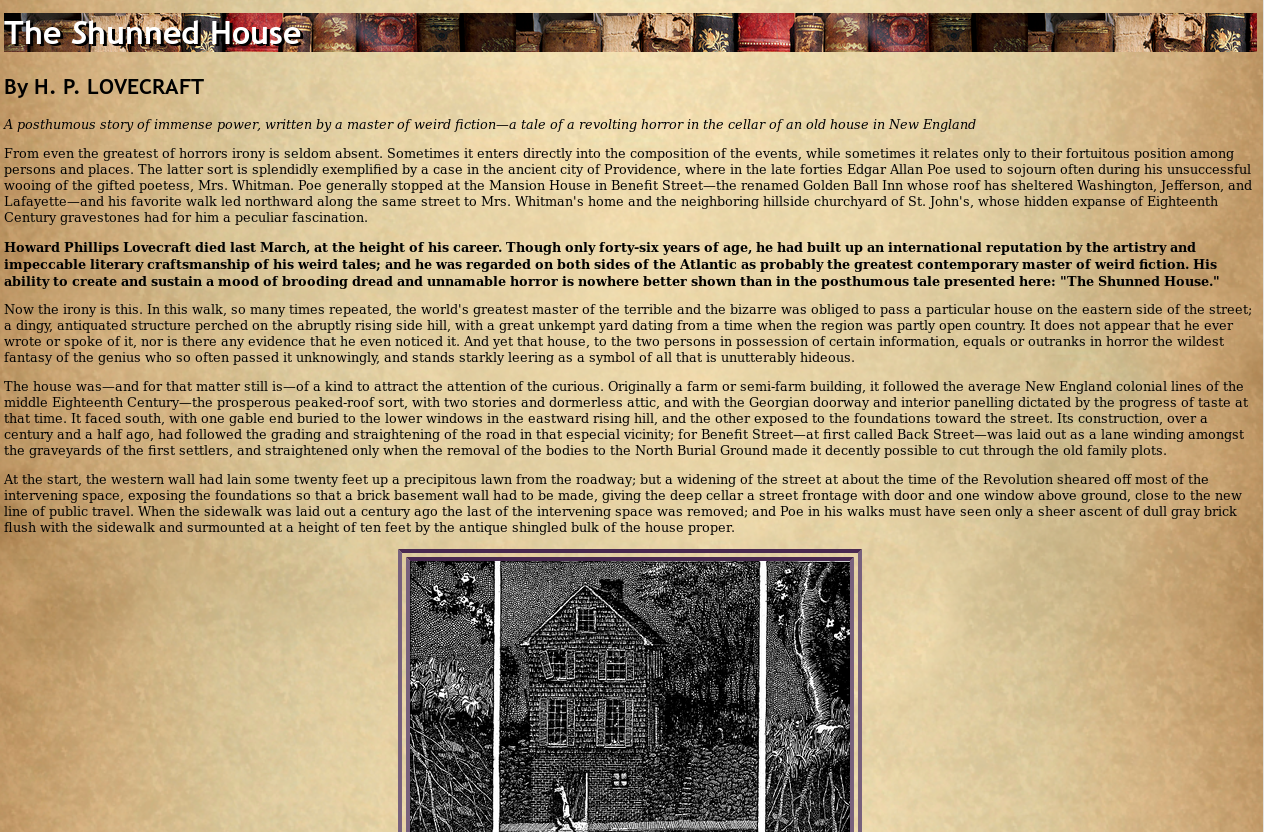 The Shunned House
By H. P. LOVECRAFT
A posthumous story of immense power, written by a master of weird fiction—a tale of a revolting horror in the cellar of an old house in New England
From even the greatest of horrors irony is seldom absent. Sometimes it enters directly into the composition of the events, while sometimes it relates only to their fortuitous position among
persons and places. The latter sort is splendidly exemplified by a case in the ancient city of Providence, where in the late forties Edgar Allan Poe used to sojourn often during his unsuccessful
wooing of the gifted poetess, Mrs. Whitman. Poe generally stopped at the Mansion House in Benefit Street—the renamed Golden Ball Inn whose roof has sheltered Washington, Jefferson, and
Lafayette—and his favorite walk led northward along the same street to Mrs. Whitman's home and the neighboring hillside churchyard of St. John's, whose hidden expanse of Eighteenth
Century gravestones had for him a peculiar fascination.
Howard Phillips Lovecraft died last March, at the height of his career. Though only forty-six years of age, he had built up an international reputation by the artistry and
impeccable literary craftsmanship of his weird tales; and he was regarded on both sides of the Atlantic as probably the greatest contemporary master of weird fiction. His
ability to create and sustain a mood of brooding dread and unnamable horror is nowhere better shown than in the posthumous tale presented here: "The Shunned House."
Now the irony is this. In this walk, so many times repeated, the world's greatest master of the terrible and the bizarre was obliged to pass a particular house on the eastern side of the street;
a dingy, antiquated structure perched on the abruptly rising side hill, with a great unkempt yard dating from a time when the region was partly open country. It does not appear that he ever
wrote or spoke of it, nor is there any evidence that he even noticed it. And yet that house, to the two persons in possession of certain information, equals or outranks in horror the wildest
fantasy of the genius who so often passed it unknowingly, and stands starkly leering as a symbol of all that is unutterably hideous.
The house was—and for that matter still is—of a kind to attract the attention of the curious. Originally a farm or semi-farm building, it followed the average New England colonial lines of the
middle Eighteenth Century—the prosperous peaked-roof sort, with two stories and dormerless attic, and with the Georgian doorway and interior panelling dictated by the progress of taste at
that time. It faced south, with one gable end buried to the lower windows in the eastward rising hill, and the other exposed to the foundations toward the street. Its construction, over a
century and a half ago, had followed the grading and straightening of the road in that especial vicinity; for Benefit Street—at first called Back Street—was laid out as a lane winding amongst
the graveyards of the first settlers, and straightened only when the removal of the bodies to the North Burial Ground made it decently possible to cut through the old family plots.
At the start, the western wall had lain some twenty feet up a precipitous lawn from the roadway; but a widening of the street at about the time of the Revolution sheared off most of the
intervening space, exposing the foundations so that a brick basement wall had to be made, giving the deep cellar a street frontage with door and one window above ground, close to the new
line of public travel. When the sidewalk was laid out a century ago the last of the intervening space was removed; and Poe in his walks must have seen only a sheer ascent of dull gray brick
flush with the sidewalk and surmounted at a height of ten feet by the antique shingled bulk of the house proper.